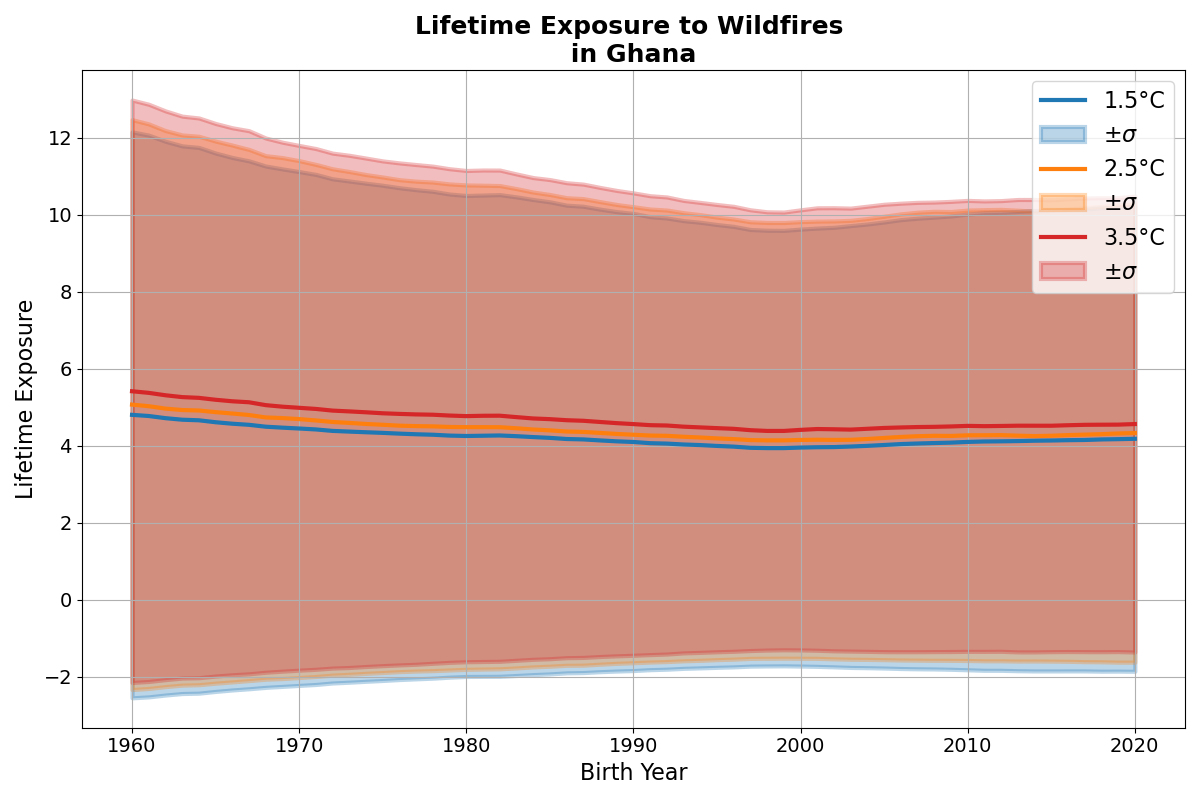 Lifetime Exposure to Wildfires
in Ghana
Lifetime Exposure
12
10
8
6
4
2
0
−2
1960
1970
1980
1990
2000
2010
2020
Birth Year
1.5°C
±σ
2.5°C
±σ
3.5°C
±σ